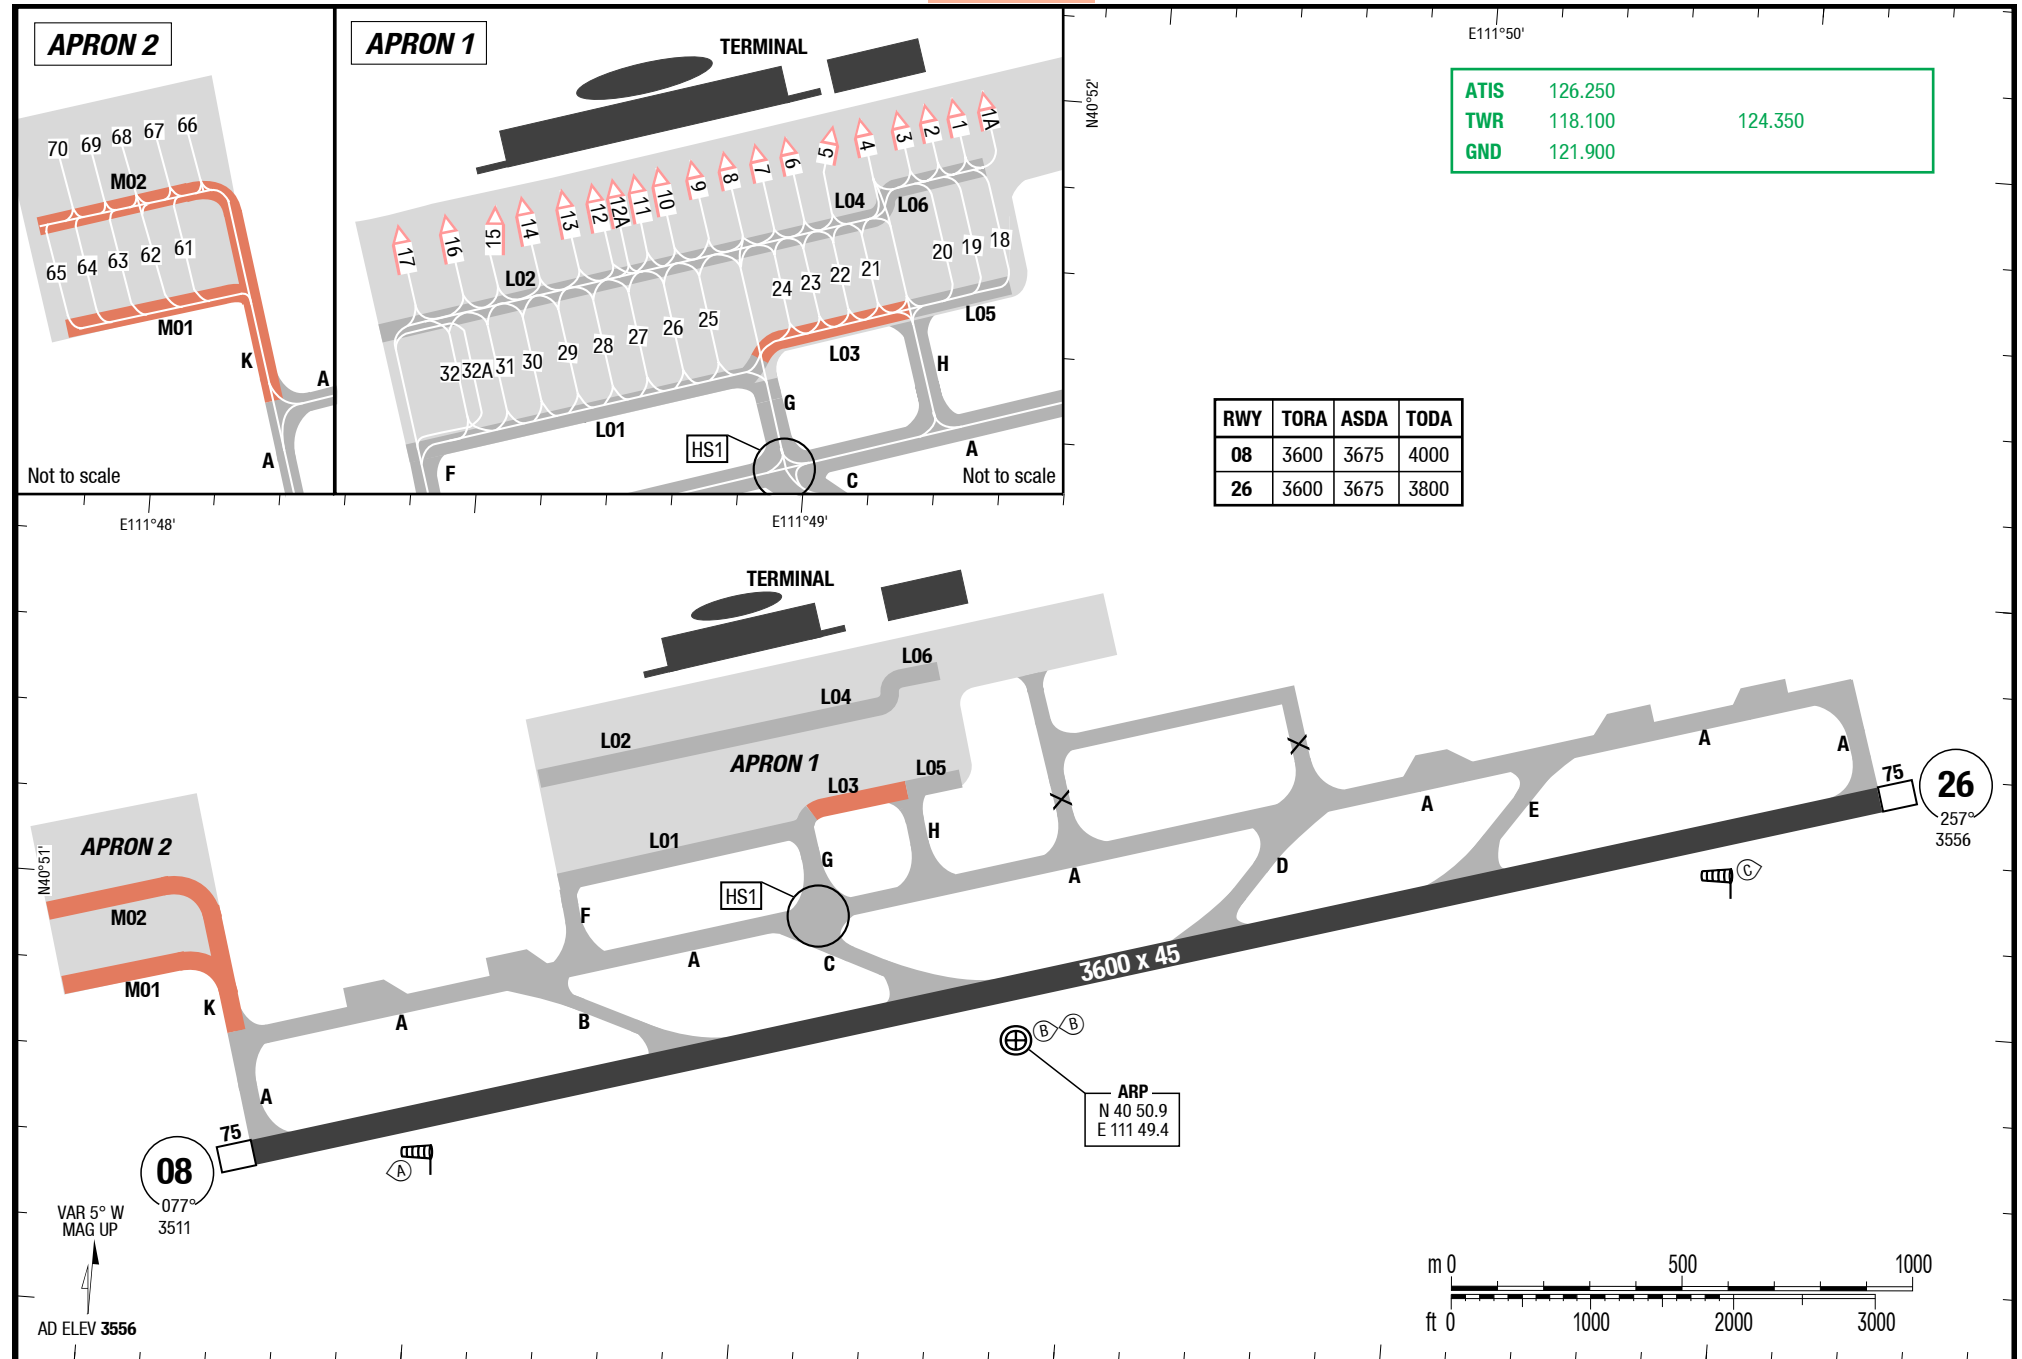 APRON 2
70 69 68 67 66
M02
65 64 63 62 61
M01
K
A
A
Not to scale
APRON 1
TERMINAL
17 16 15 14 13 12 12A 11 10 9 8 7 6 5 4 3 2 1 1A
L04
L06
L02
20 19 18
24 23 22 21
L05
L03
32 32A 31 30 29 28 27 26 25
H
G
L01
HS1
A
F
C
Not to scale
E111°50'
N40°52'
ATIS 126.250
TWR 118.100 124.350
GND 121.900
RWY TORA ASDA TODA
08 3600 3675 4000
26 3600 3675 3800
E111°48'
E111°49'
TERMINAL
L06
L04
L02
APRON 1
L05
L03
A
A
75
26
257°
3556
A
E
H
L01
G
D
C
APRON 2
N40°51'
HS1
A
M02
F
3600 x 45
A
C
M01
K
A
B
B
B
ARP
N 40 50.9
E 111 49.4
A
75
08
077°
3511
A
VAR 5° W
MAG UP
AD ELEV 3556
m 0 500 1000
ft 0 1000 2000 3000